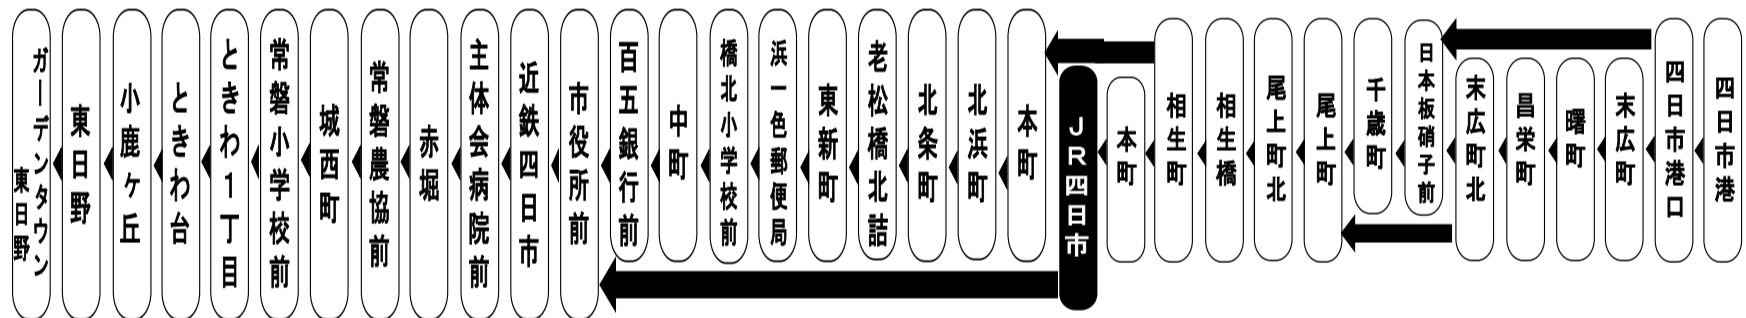 ガーデンタウン
東日野
東日野
小鹿ヶ丘
ときわ台
ときわ1丁目
常磐小学校前
城西町
常磐農協前
赤堀
主体会病院前
近鉄四日市
市役所前
百五銀行前
中町
橋北小学校前
浜一色郵便局
東新町
老松橋北詰
北条町
北浜町
本町
JR四日市
本町
相生町
相生橋
尾上町北
尾上町
千歳町
日本板硝子前
末広町北
昌栄町
曙町
末広町
四日市港口
四日市港